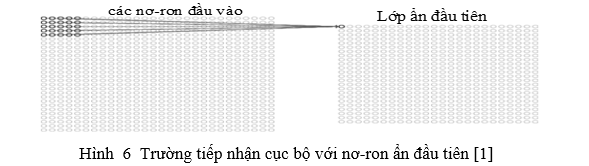 các nơ-ron đầu vào
Lớp ẩn đầu tiên
Hình 6 Trường tiếp nhận cục bộ với nơ-ron ẩn đầu tiên [1]